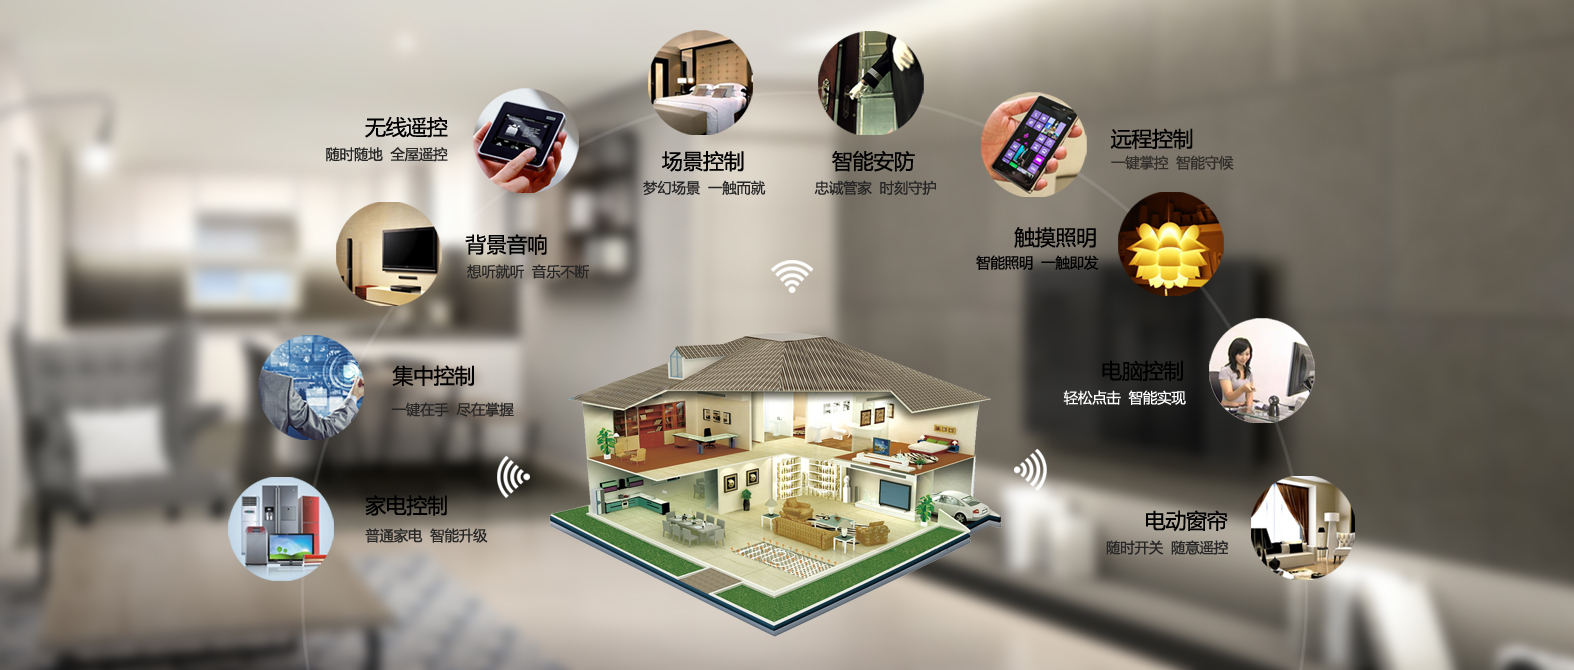 无线遥控
随时随地 全屋遥控
场景控制
梦幻场景 一触而就
智能安防
忠诚管家 时刻守护
远程控制
一键掌控 智能守候
背景音响
想听就听 音乐不断
触摸照明
智能照明 一触即发
集中控制
一键在手 尽在掌握
电脑控制
轻松点击 智能实现
家电控制
普通家电 智能升级
电动窗帘
随时开关 随意遥控